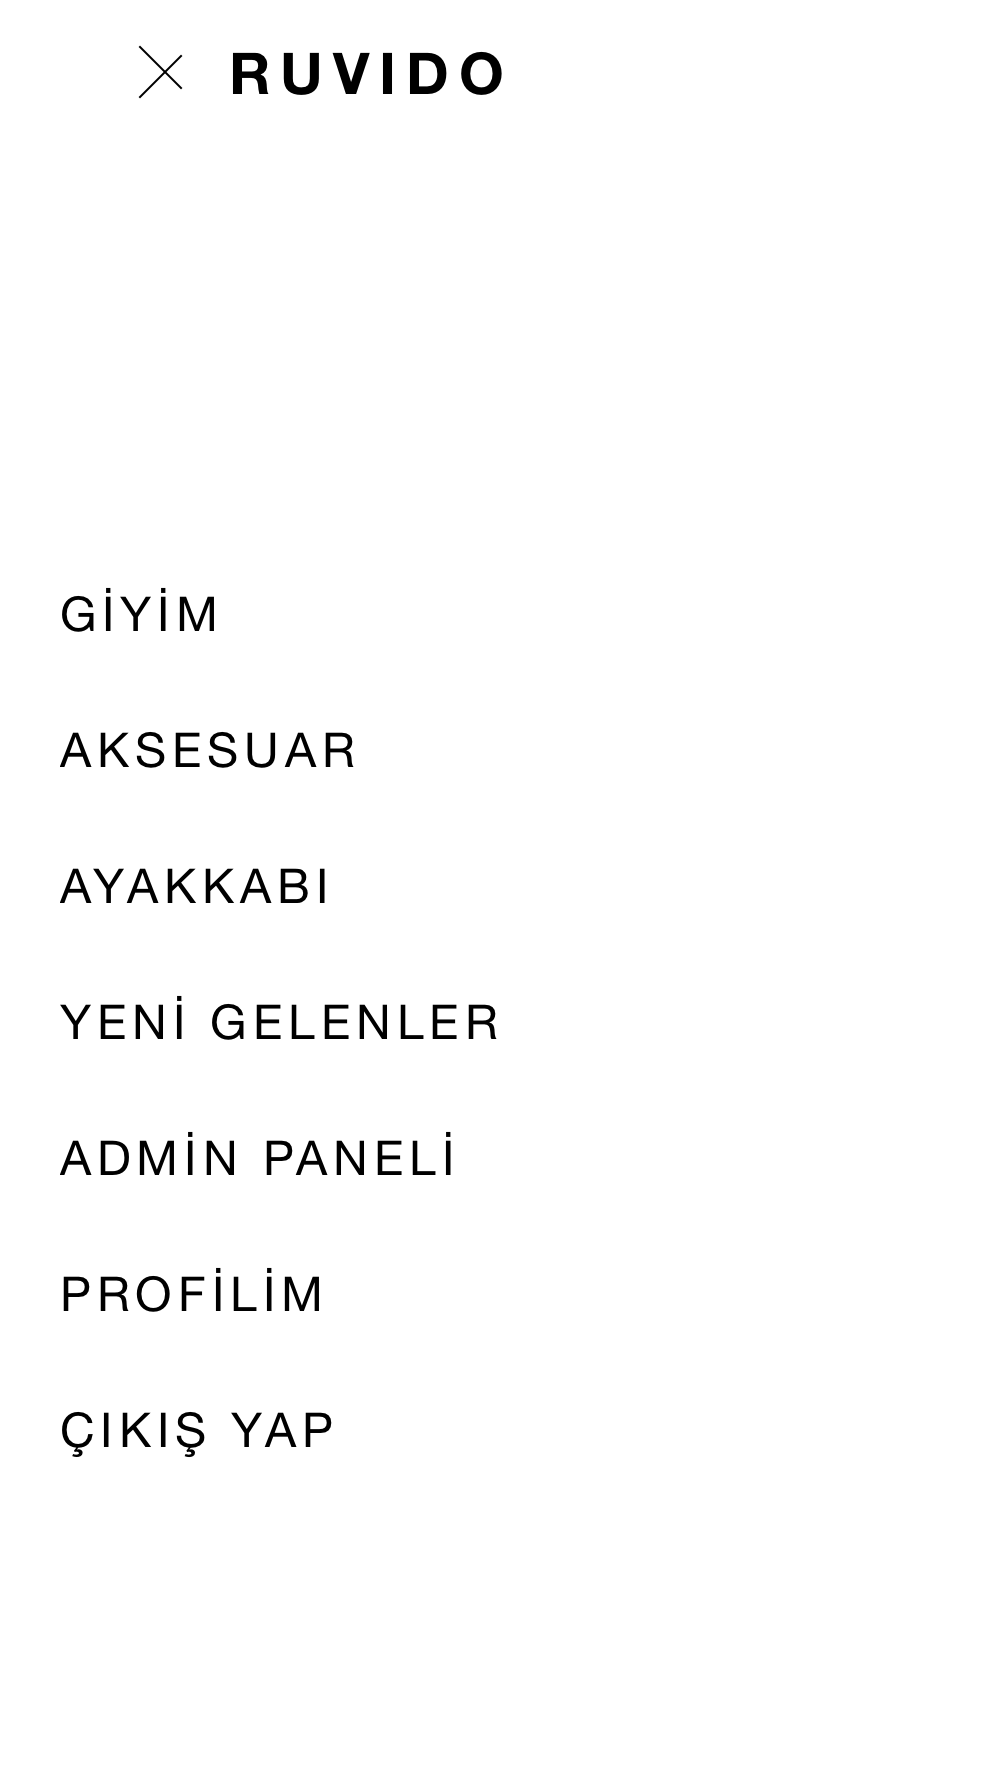 RUVIDO
GİYİM
AKSESUAR
AYAKKABI
YENİ GELENLER
ADMİN PANELİ
PROFİLİM
ÇIKIŞ YAP